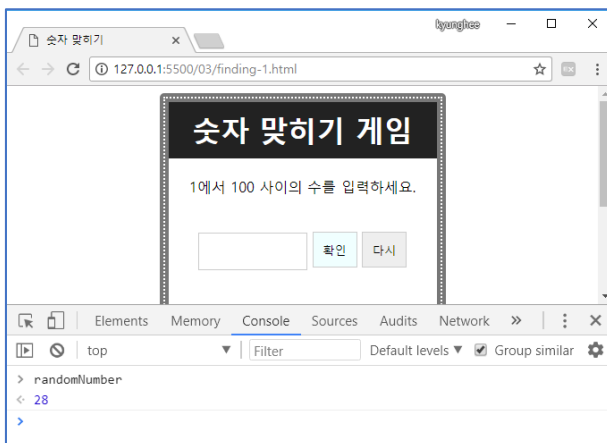 kyunghee
숫자 맞히기
127.0.0.1:5500/03/finding-1.html
숫자 맞히기 게임
1에서 100 사이의 수를 입력하세요.
확인 다시
Elements Memory Console Sources Audits Network »
top ▼ Filter Default levels ▼ Group similar
> randomNumber
28
>